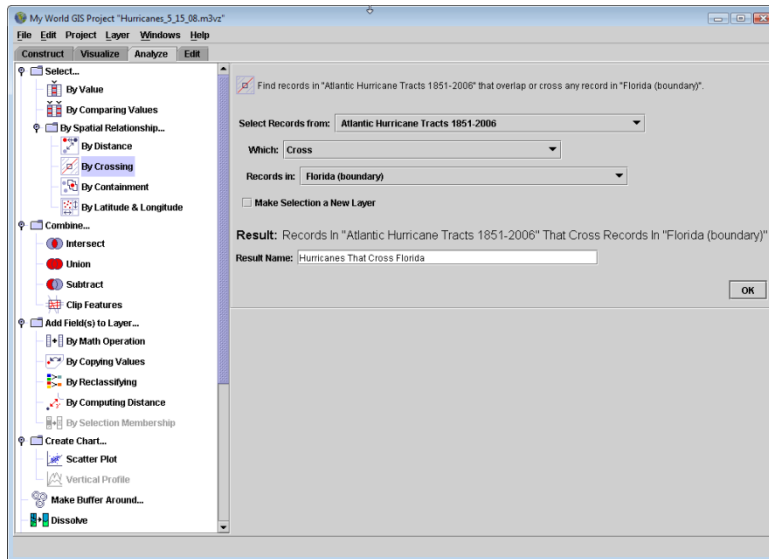 My World GIS Project "Hurricanes_5_15_08.m3vz"
File Edit Project Layer Windows Help
Construct Visualize Analyze Edit
Select...
By Value
By Comparing Values
By Spatial Relationship...
By Distance
By Crossing
By Containment
By Latitude & Longitude
Combine...
Intersect
Union
Subtract
Clip Features
Add Field(s) to Layer...
By Math Operation
By Copying Values
By Reclassifying
By Computing Distance
By Selection Membership
Create Chart...
Scatter Plot
Vertical Profile
Make Buffer Around...
Dissolve
Find records in "Atlantic Hurricane Tracts 1851-2006" that overlap or cross any record in "Florida (boundary)".
Select Records from: Atlantic Hurricane Tracts 1851-2006
Which: Cross
Records in: Florida (boundary)
Make Selection a New Layer
Result: Records In "Atlantic Hurricane Tracts 1851-2006" That Cross Records In "Florida (boundary)"
Result Name: Hurricanes That Cross Florida
OK